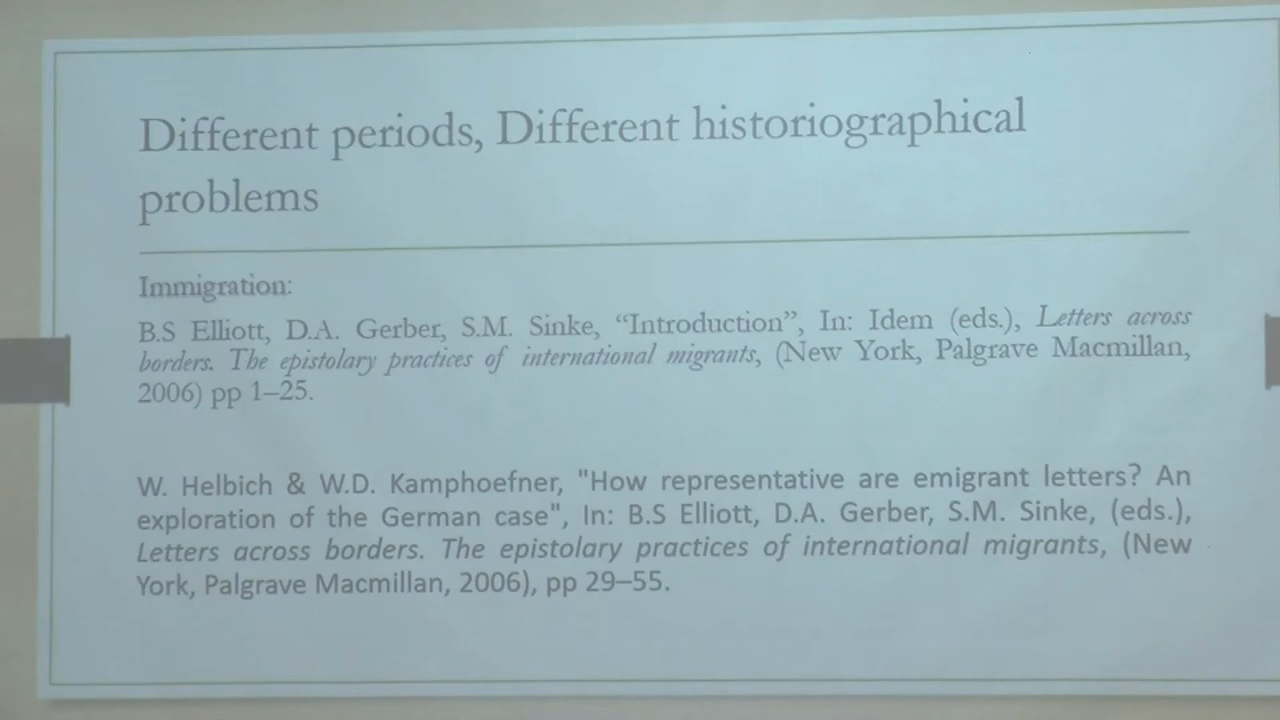 Different periods, Different historiographical
problems
Immigration:
B.S Elliott, D.A. Gerber, S.M. Sinke, “Introduction”, In: Idem (eds.), Letters across
borders. The epistolary practices of international migrants, (New York, Palgrave Macmillan,
2006) pp 1–25.
W. Helbich & W.D. Kamphoefner, "How representative are emigrant letters? An
exploration of the German case", In: B.S Elliott, D.A. Gerber, S.M. Sinke, (eds.),
Letters across borders. The epistolary practices of international migrants, (New
York, Palgrave Macmillan, 2006), pp 29–55.